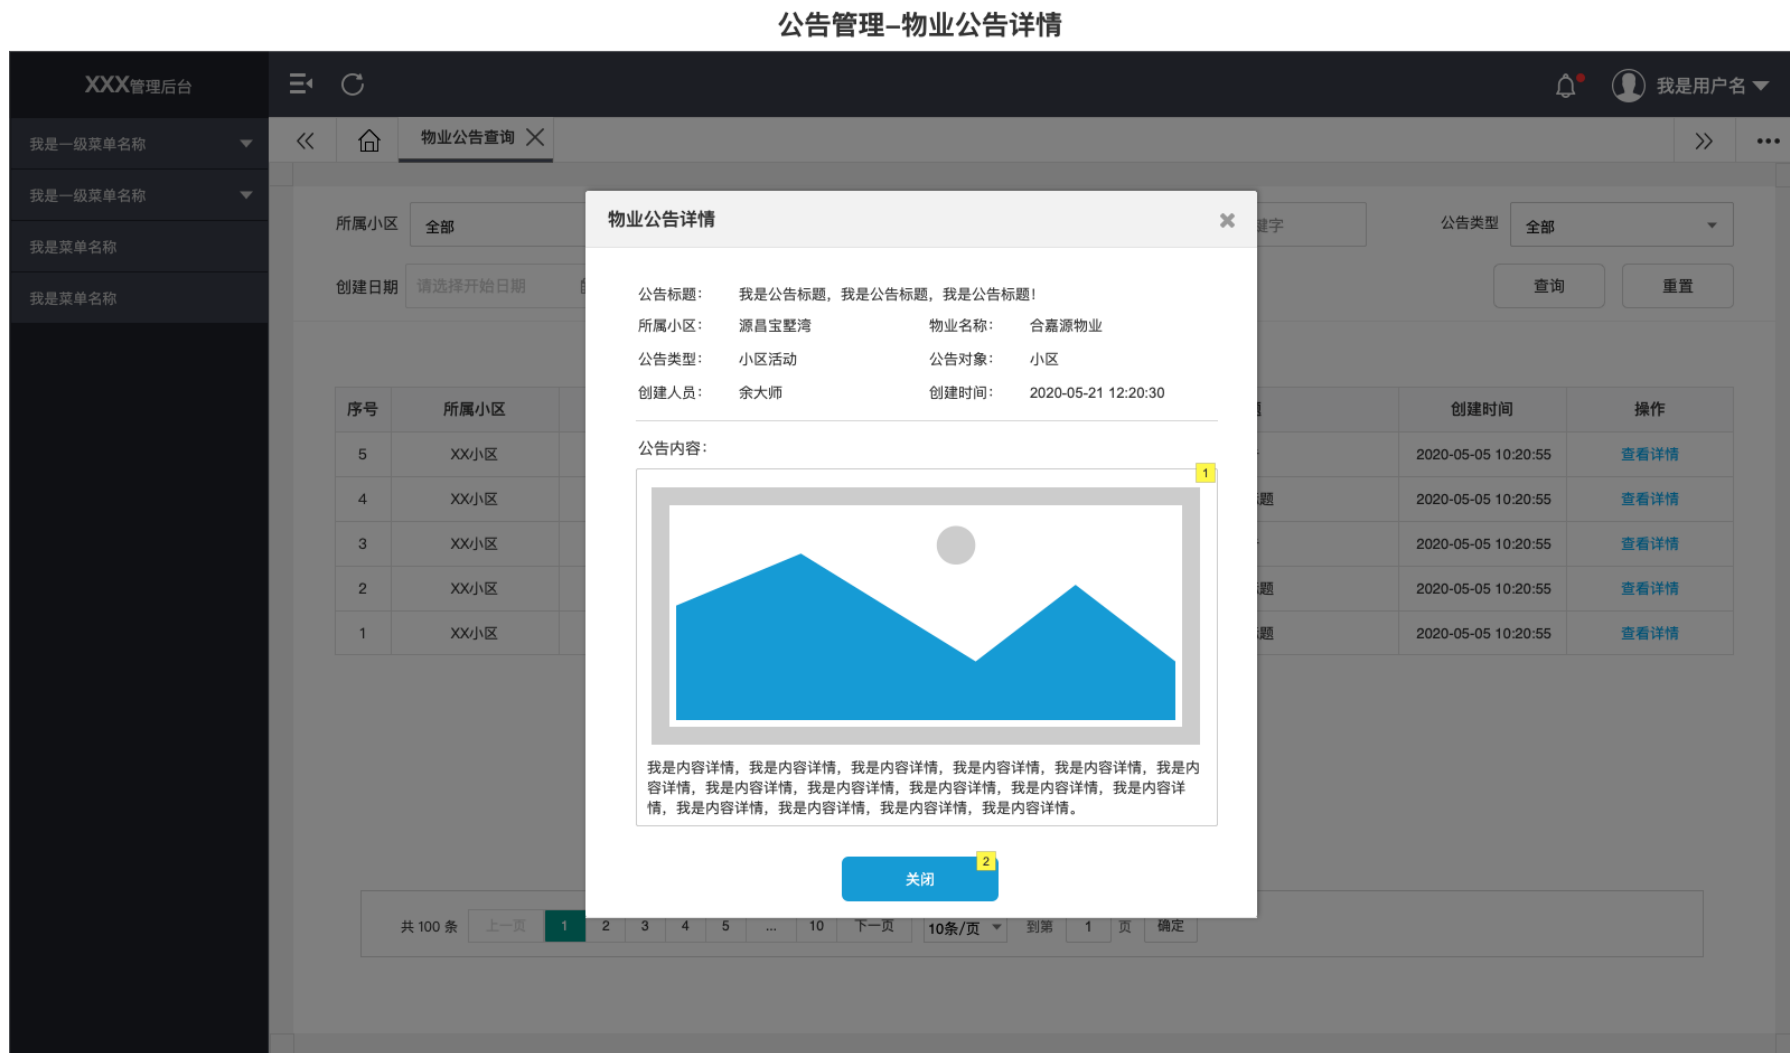 公告管理–物业公告详情
XXX管理后台
我是用户名
我是一级菜单名称
我是一级菜单名称
我是菜单名称
我是菜单名称
物业公告查询
所属小区 全部
键字
公告类型 全部
创建日期 请选择开始日期
查询 重置
物业公告详情
公告标题： 我是公告标题，我是公告标题，我是公告标题！
所属小区： 源昌宝墅湾 物业名称： 合嘉源物业
公告类型： 小区活动 公告对象： 小区
创建人员： 余大师 创建时间： 2020-05-21 12:20:30
公告内容：
1
我是内容详情，我是内容详情，我是内容详情，我是内容详情，我是内容详情，我是内
容详情，我是内容详情，我是内容详情，我是内容详情，我是内容详情，我是内容详
情，我是内容详情，我是内容详情，我是内容详情，我是内容详情。
2
关闭
序号 所属小区 创建时间 操作
5 XX小区 2020-05-05 10:20:55 查看详情
4 XX小区 题 2020-05-05 10:20:55 查看详情
3 XX小区 2020-05-05 10:20:55 查看详情
2 XX小区 题 2020-05-05 10:20:55 查看详情
1 XX小区 题 2020-05-05 10:20:55 查看详情
共 100 条 上一页 1 2 3 4 5 ... 10 下一页 10条/页 到第 1 页 确定